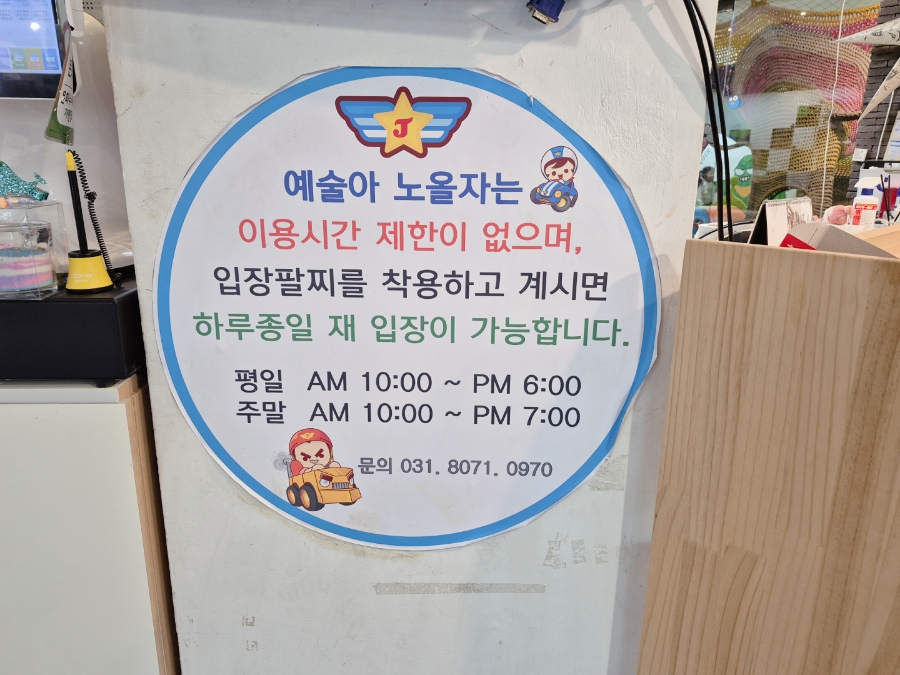 J
예술아 노올자는
이용시간 제한이 없으며,
입장팔찌를 착용하고 계시면
하루종일 재 입장이 가능합니다.
평일 AM 10:00 ~ PM 6:00
주말 AM 10:00 ~ PM 7:00
문의 031. 8071. 0970